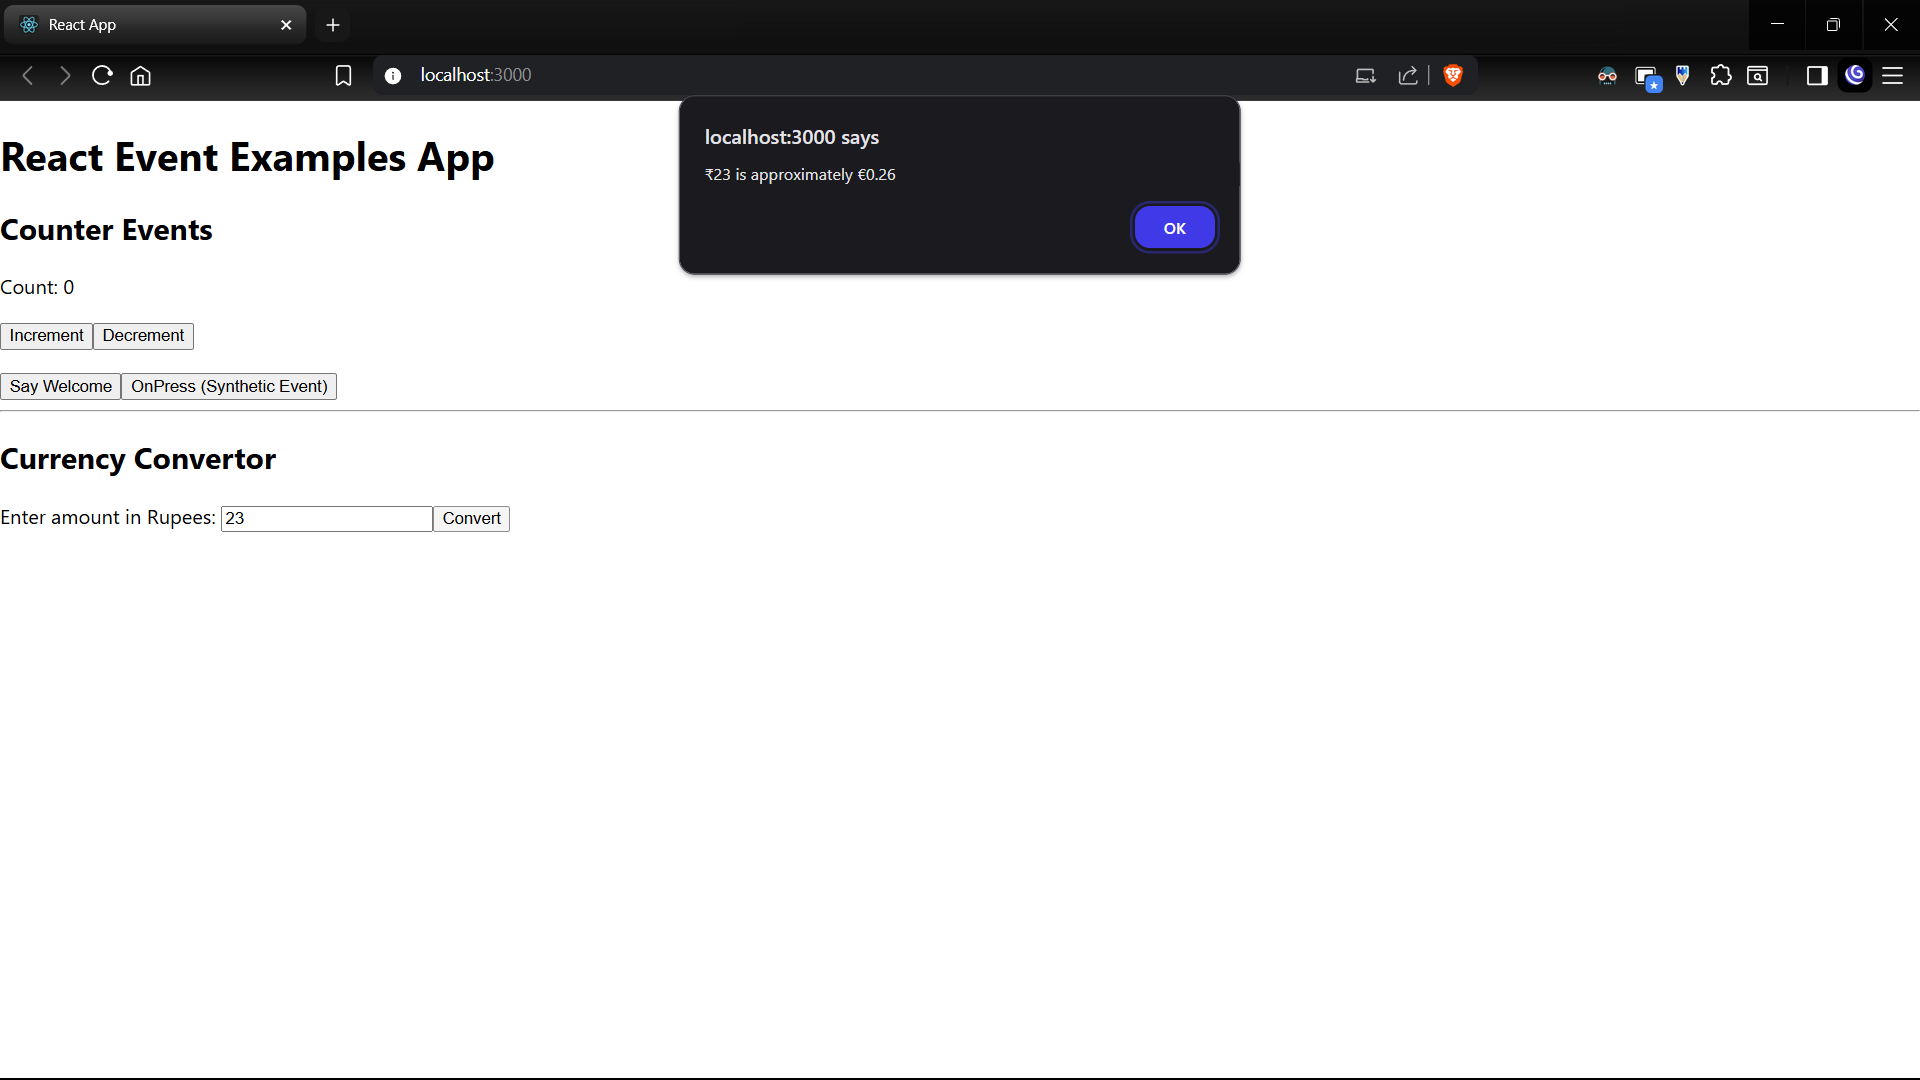 React App
localhost:3000
localhost:3000 says
₹23 is approximately €0.26
OK
React Event Examples App
Counter Events
Count: 0
Increment Decrement
Say Welcome OnPress (Synthetic Event)
Currency Convertor
Enter amount in Rupees: 23 Convert